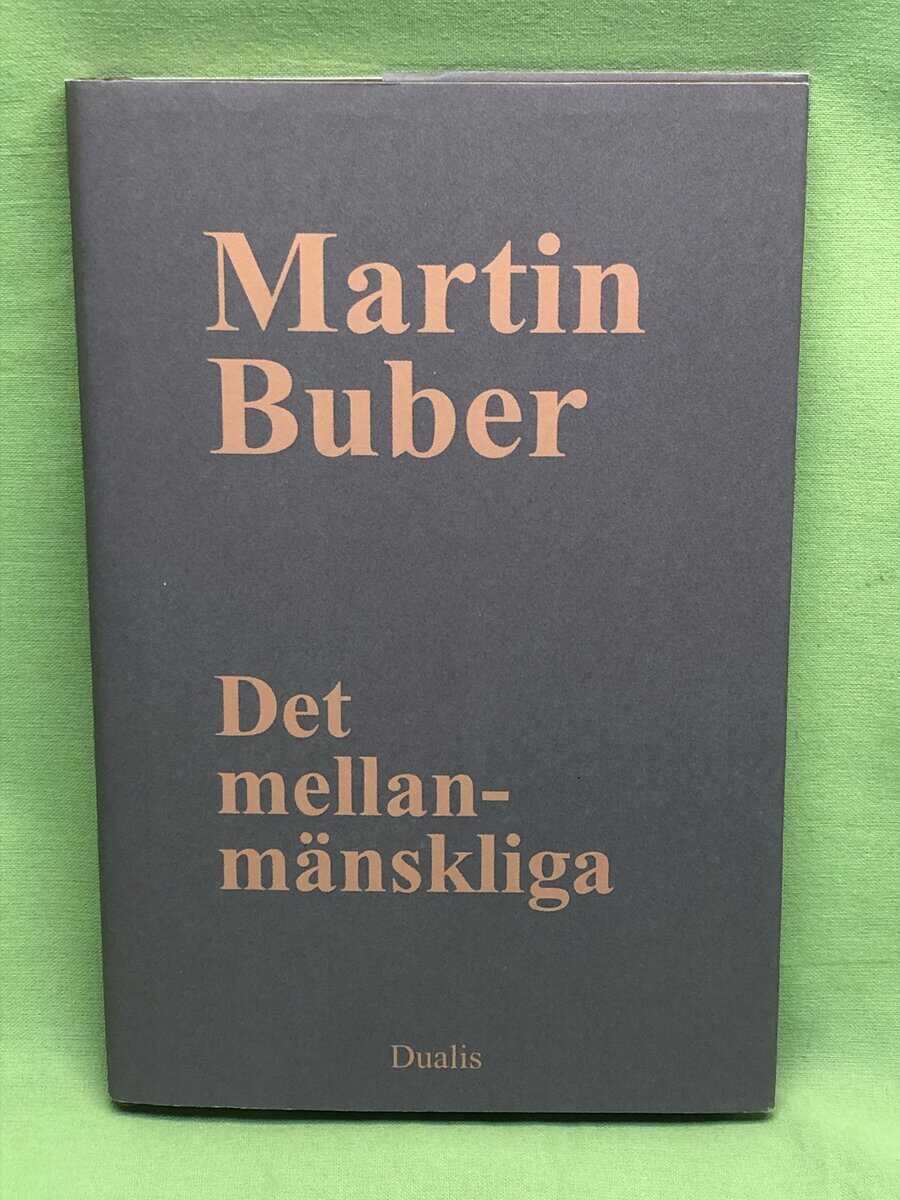 Martin
Buber
Det
mellan-
mänskliga
Dualis